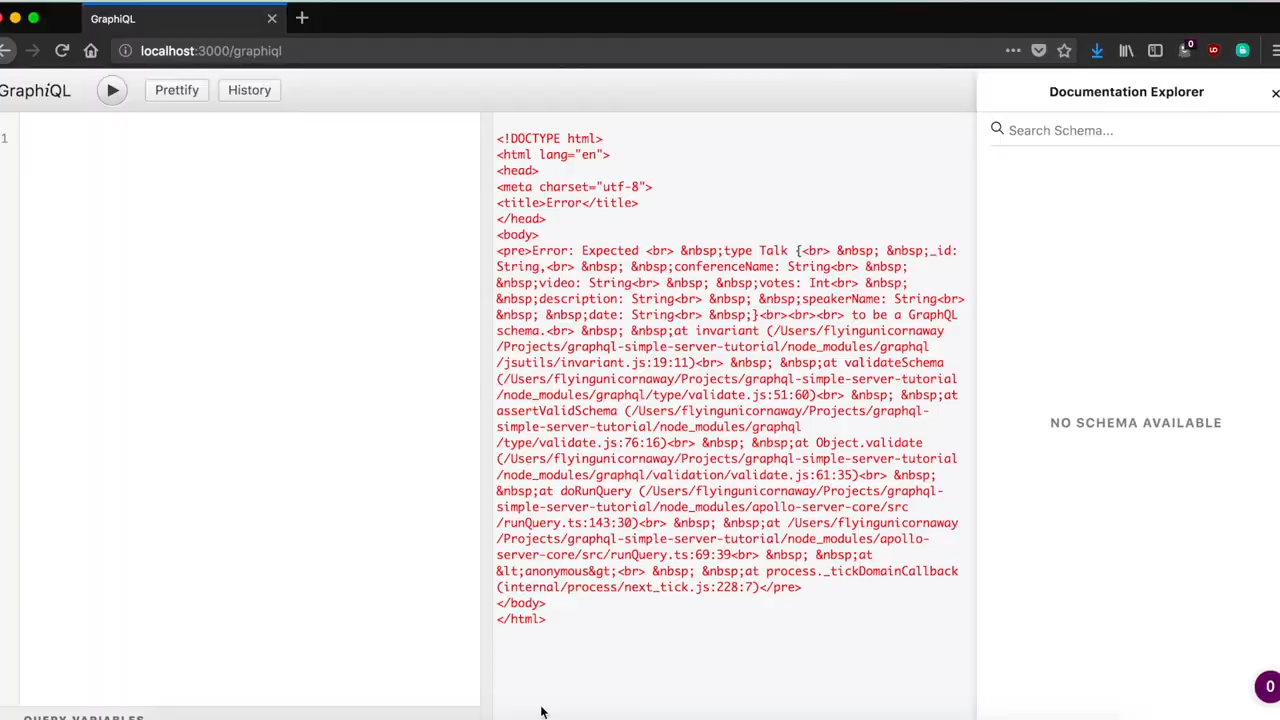 GraphiQL
localhost:3000/graphiql
0
GraphiQL
Prettify
History
Documentation Explorer
Search Schema...
1
<!DOCTYPE html>
<html lang="en">
<head>
<meta charset="utf-8">
<title>Error</title>
</head>
<body>
<pre>Error: Expected <br> &nbsp;type Talk {<br> &nbsp; &nbsp;_id:
String,<br> &nbsp; &nbsp;conferenceName: String<br> &nbsp;
&nbsp;video: String<br> &nbsp; &nbsp;votes: Int<br> &nbsp;
&nbsp;description: String<br> &nbsp; &nbsp;speakerName: String<br>
&nbsp; &nbsp;date: String<br> &nbsp;}<br><br><br> to be a GraphQL
schema.<br> &nbsp; &nbsp;at invariant (/Users/flyingunicornaway
/Projects/graphql-simple-server-tutorial/node_modules/graphql
/jsutils/invariant.js:19:11)<br> &nbsp; &nbsp;at validateSchema
(/Users/flyingunicornaway/Projects/graphql-simple-server-tutorial
/node_modules/graphql/type/validate.js:51:60)<br> &nbsp; &nbsp;at
assertValidSchema (/Users/flyingunicornaway/Projects/graphql-
simple-server-tutorial/node_modules/graphql
/type/validate.js:76:16)<br> &nbsp; &nbsp;at Object.validate
(/Users/flyingunicornaway/Projects/graphql-simple-server-tutorial
/node_modules/graphql/validation/validate.js:61:35)<br> &nbsp;
&nbsp;at doRunQuery (/Users/flyingunicornaway/Projects/graphql-
simple-server-tutorial/node_modules/apollo-server-core/src
/runQuery.ts:143:30)<br> &nbsp; &nbsp;at /Users/flyingunicornaway
/Projects/graphql-simple-server-tutorial/node_modules/apollo-
server-core/src/runQuery.ts:69:39<br> &nbsp; &nbsp;at
&lt;anonymous&gt;<br> &nbsp; &nbsp;at process._tickDomainCallback
(internal/process/next_tick.js:228:7)</pre>
</body>
</html>
NO SCHEMA AVAILABLE
0
QUERY VARIABLES